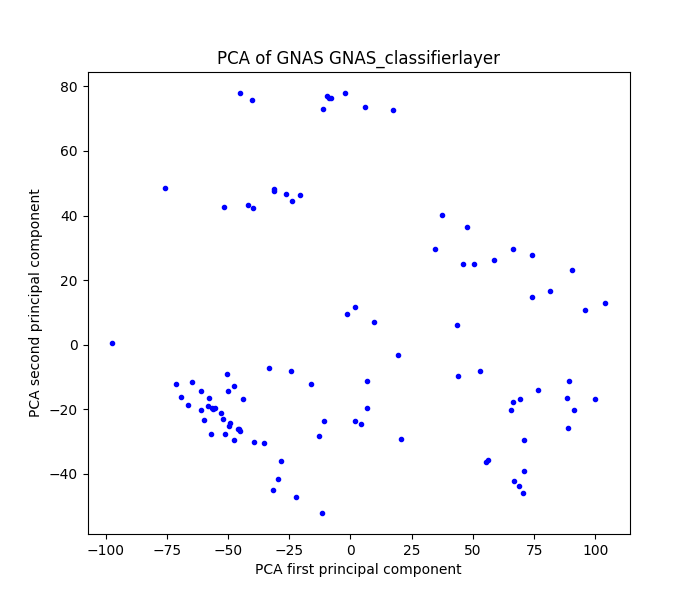 PCA of GNAS GNAS_classifierlayer
80
60
40
20
0
−20
−40
PCA second principal component
−100 −75 −50 −25 0 25 50 75 100
PCA first principal component